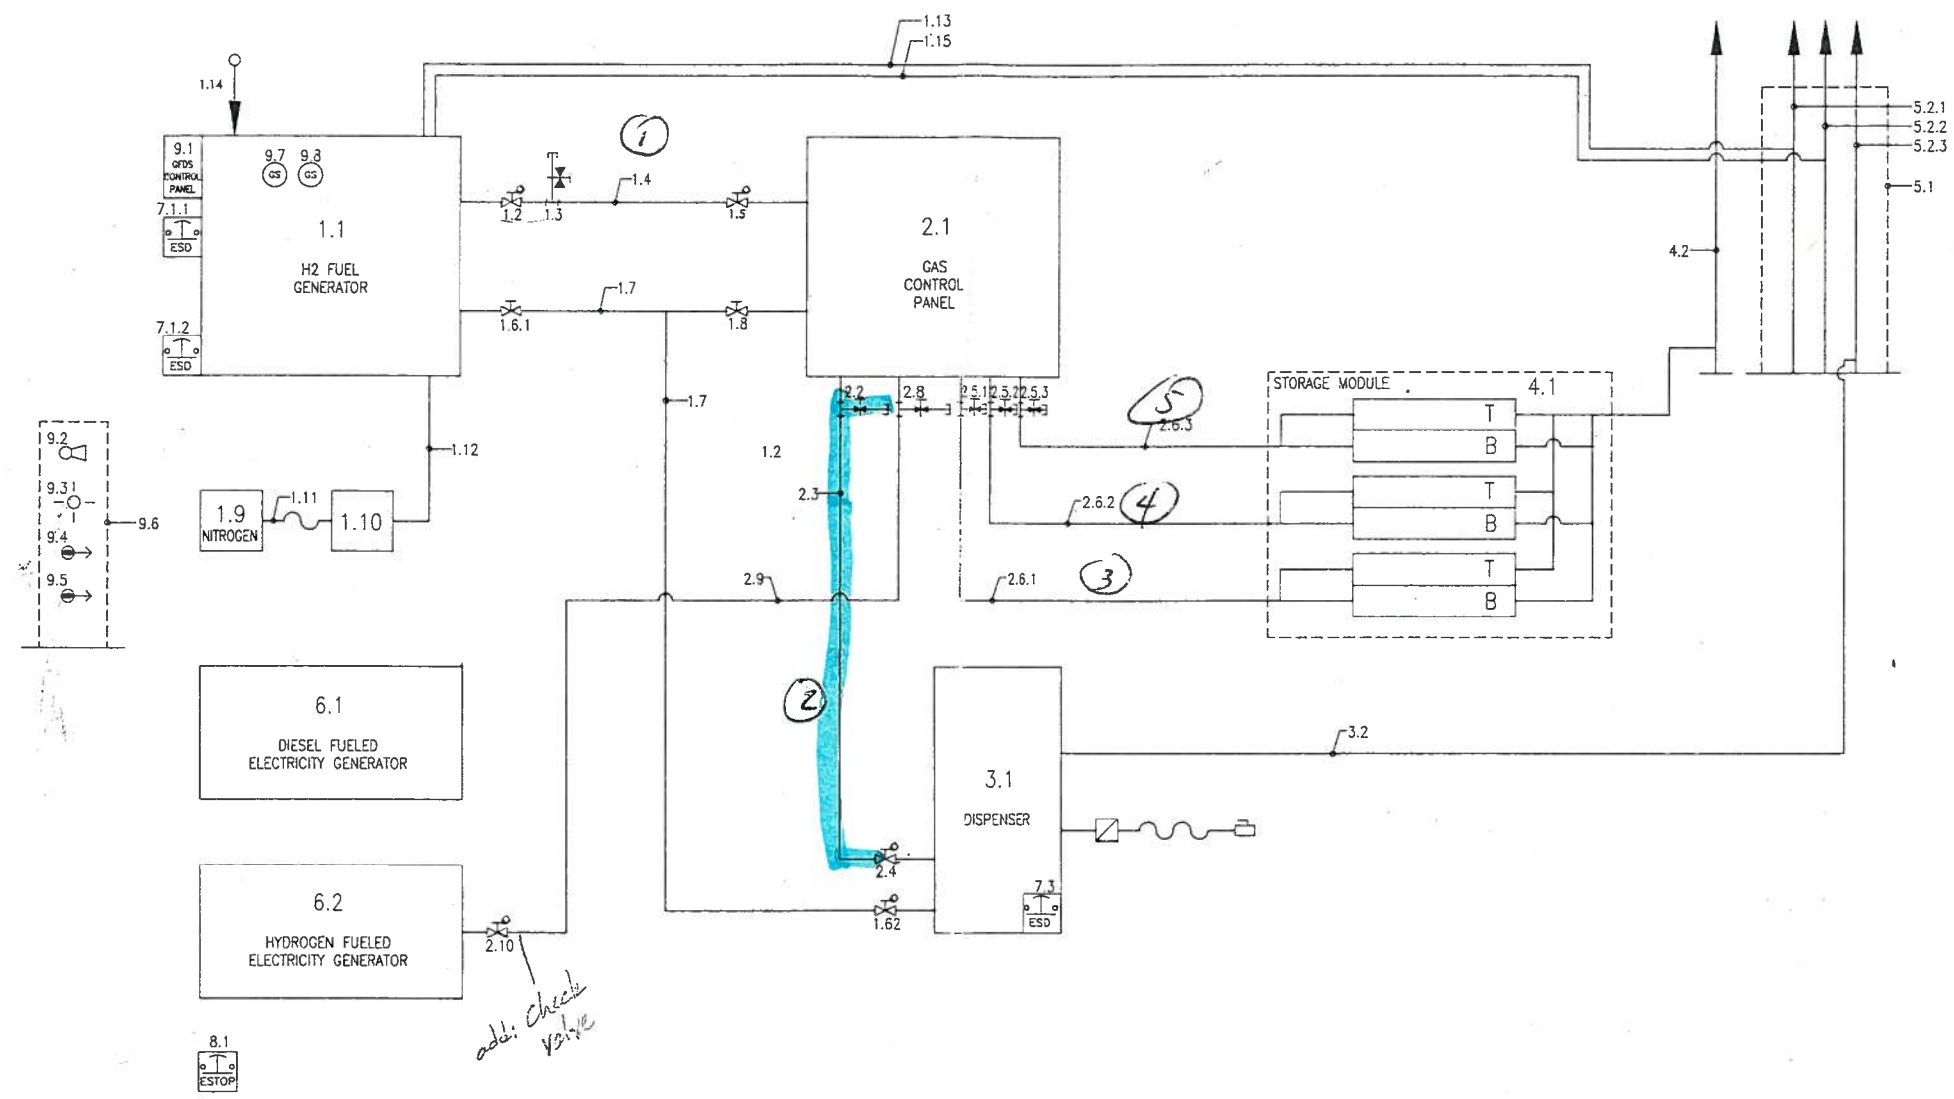 1.13
1.15
1.14
5.2.1
5.2.2
5.2.3
5.1
4.2
9.1
GFDS
CONTROL
PANEL
9.7
GS
9.8
GS
7.1.1
ESD
1.1
H2 FUEL
GENERATOR
7.1.2
ESD
1
1.2
1.3
1.4
1.5
1.6.1
1.7
1.8
2.1
GAS
CONTROL
PANEL
2.2
2.8
2.5.1
2.5.2
2.5.3
5
2.6.3
STORAGE MODULE
4.1
T
B
T
B
T
B
1.7
1.2
1.12
2.3
2.6.2
4
9.2
9.3
9.4
9.5
9.6
1.9
NITROGEN
1.11
1.10
2.9
2.6.1
3
6.1
DIESEL FUELED
ELECTRICITY GENERATOR
2
3.1
DISPENSER
3.2
2.4
1.62
7.3
ESD
6.2
HYDROGEN FUELED
ELECTRICITY GENERATOR
2.10
add: check
valve
8.1
ESTOP